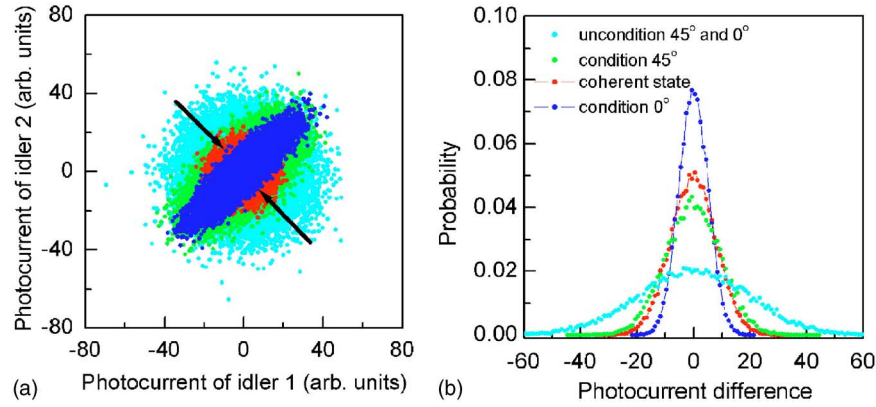 80
40
0
-40
-80
-80
-40
0
40
80
Photocurrent of idler 2 (arb. units)
Photocurrent of idler 1 (arb. units)
(a)
0.10
0.08
0.06
0.04
0.02
0.00
-60
-40
-20
0
20
40
60
Probability
Photocurrent difference
uncondition 45° and 0°
condition 45°
coherent state
condition 0°
(b)